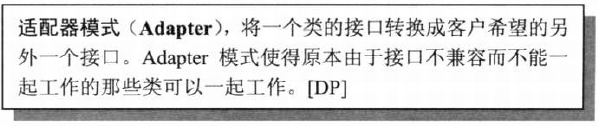 适配器模式（Adapter），将一个类的接口转换成客户希望的另
外一个接口。Adapter 模式使得原本由于接口不兼容而不能一
起工作的那些类可以一起工作。[DP]